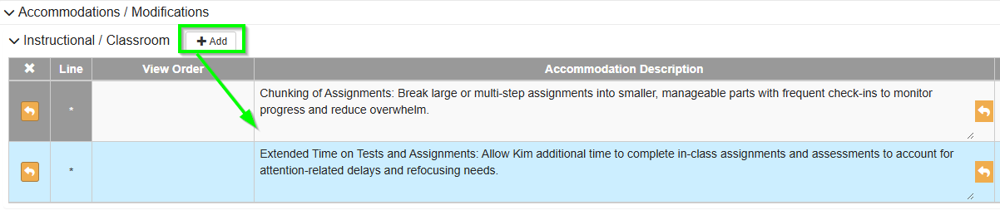 Accommodations / Modifications
Instructional / Classroom + Add
Line View Order Accommodation Description
* Chunking of Assignments: Break large or multi-step assignments into smaller, manageable parts with frequent check-ins to monitor
progress and reduce overwhelm.
* Extended Time on Tests and Assignments: Allow Kim additional time to complete in-class assignments and assessments to account for
attention-related delays and refocusing needs.